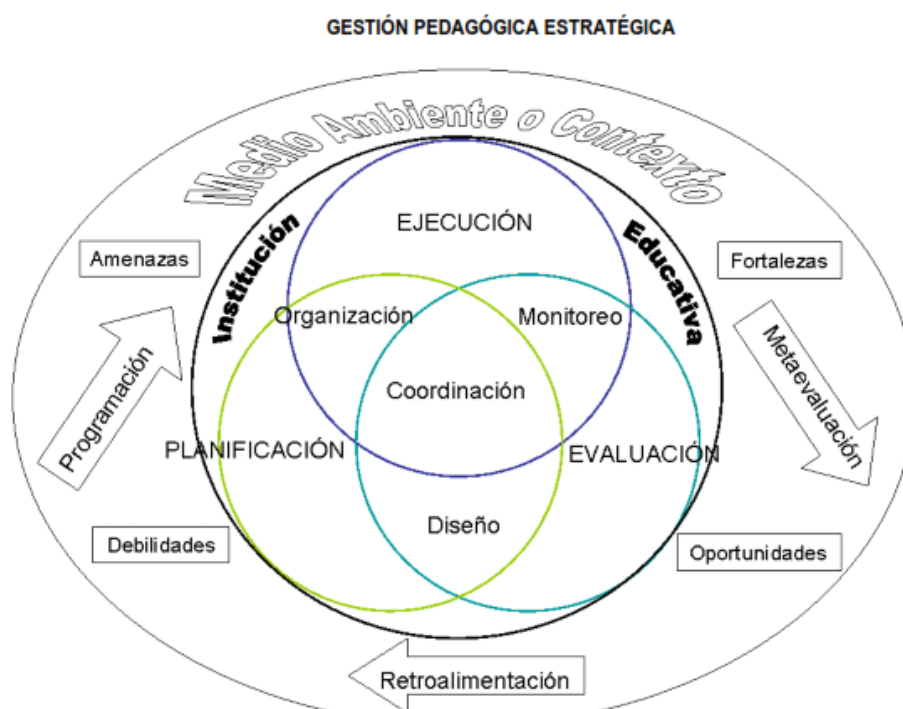 GESTIÓN PEDAGÓGICA ESTRATÉGICA
Medio Ambiente o Contexto
Institución
Educativa
EJECUCIÓN
Amenazas
Fortalezas
Organización
Monitoreo
Programación
Metaevaluación
Coordinación
PLANIFICACIÓN
EVALUACIÓN
Diseño
Debilidades
Oportunidades
Retroalimentación